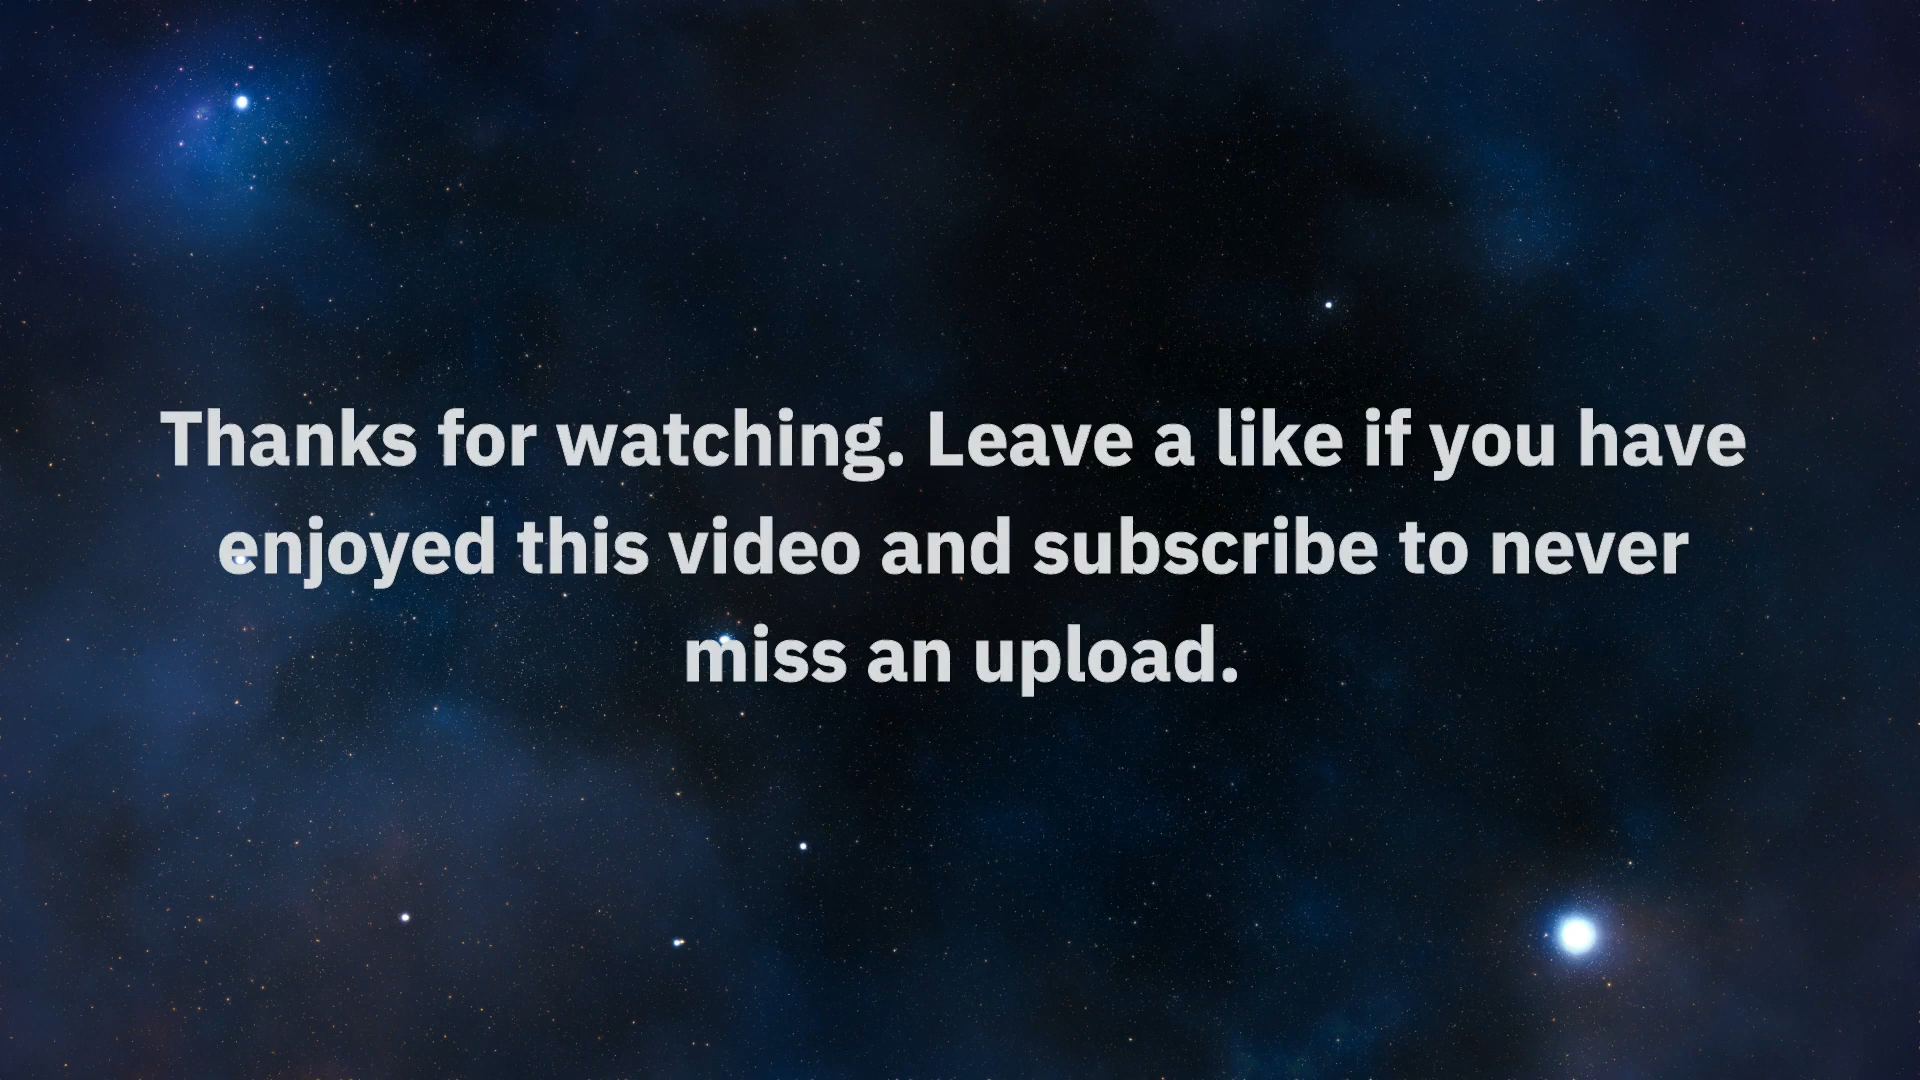 Thanks for watching. Leave a like if you have
enjoyed this video and subscribe to never
miss an upload.